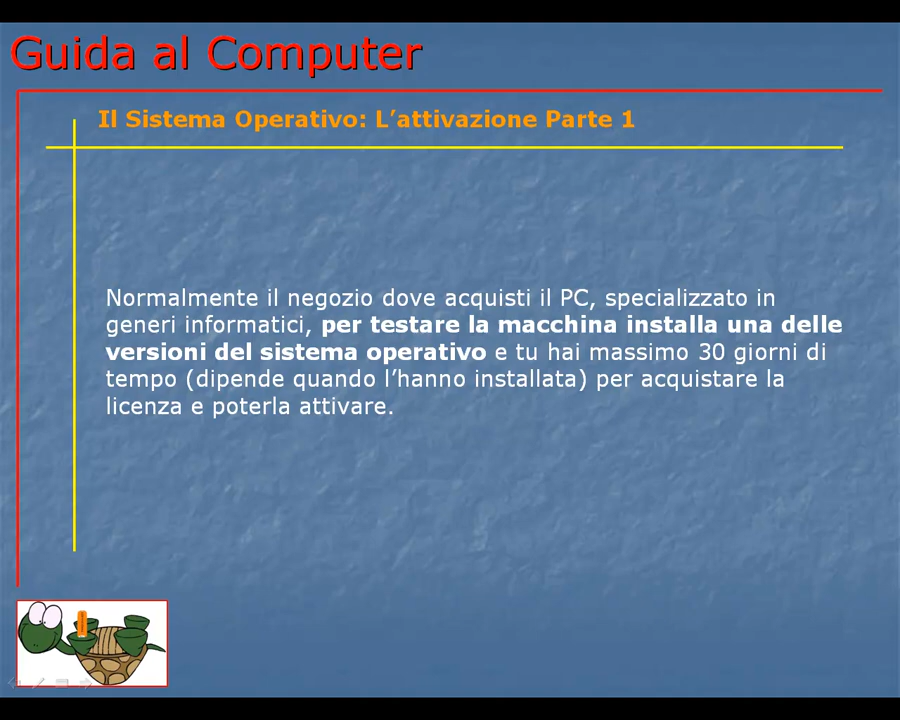 Guida al Computer
Il Sistema Operativo: L’attivazione Parte 1
Normalmente il negozio dove acquisti il PC, specializzato in
generi informatici, per testare la macchina installa una delle
versioni del sistema operativo e tu hai massimo 30 giorni di
tempo (dipende quando l’hanno installata) per acquistare la
licenza e poterla attivare.